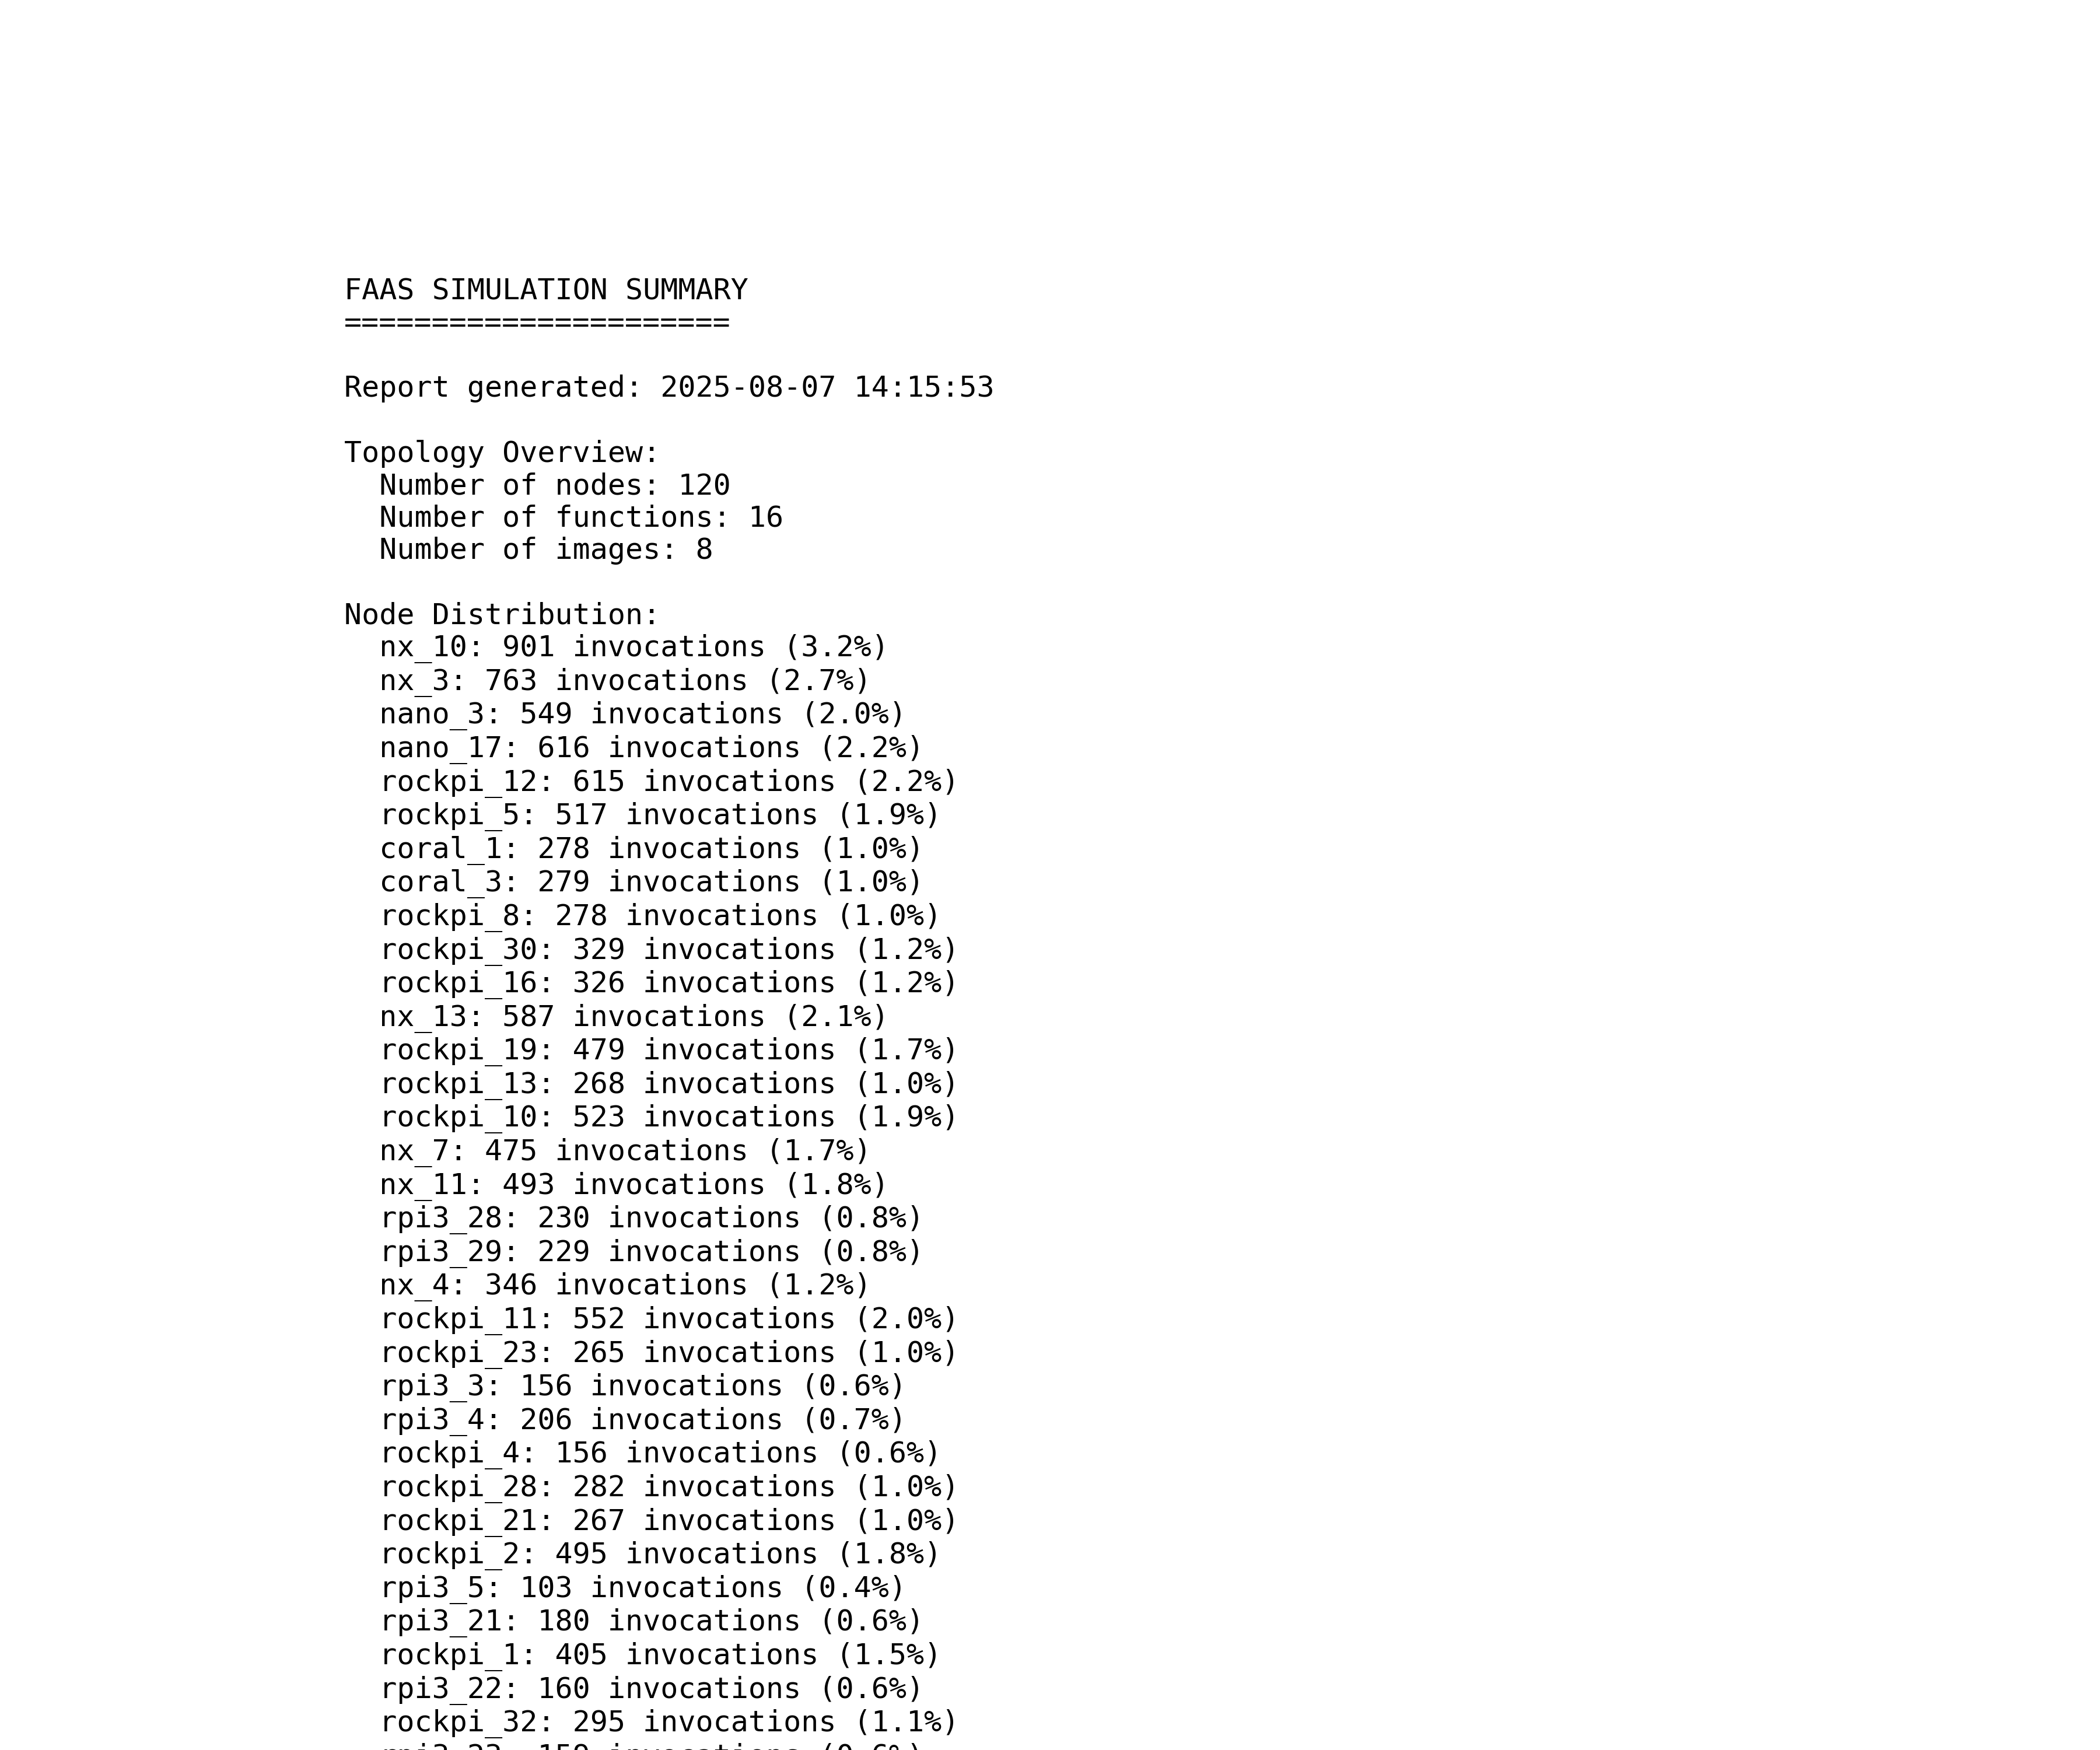 FAAS SIMULATION SUMMARY
======================
Report generated: 2025-08-07 14:15:53
Topology Overview:
Number of nodes: 120
Number of functions: 16
Number of images: 8
Node Distribution:
nx_10: 901 invocations (3.2%)
nx_3: 763 invocations (2.7%)
nano_3: 549 invocations (2.0%)
nano_17: 616 invocations (2.2%)
rockpi_12: 615 invocations (2.2%)
rockpi_5: 517 invocations (1.9%)
coral_1: 278 invocations (1.0%)
coral_3: 279 invocations (1.0%)
rockpi_8: 278 invocations (1.0%)
rockpi_30: 329 invocations (1.2%)
rockpi_16: 326 invocations (1.2%)
nx_13: 587 invocations (2.1%)
rockpi_19: 479 invocations (1.7%)
rockpi_13: 268 invocations (1.0%)
rockpi_10: 523 invocations (1.9%)
nx_7: 475 invocations (1.7%)
nx_11: 493 invocations (1.8%)
rpi3_28: 230 invocations (0.8%)
rpi3_29: 229 invocations (0.8%)
nx_4: 346 invocations (1.2%)
rockpi_11: 552 invocations (2.0%)
rockpi_23: 265 invocations (1.0%)
rpi3_3: 156 invocations (0.6%)
rpi3_4: 206 invocations (0.7%)
rockpi_4: 156 invocations (0.6%)
rockpi_28: 282 invocations (1.0%)
rockpi_21: 267 invocations (1.0%)
rockpi_2: 495 invocations (1.8%)
rpi3_5: 103 invocations (0.4%)
rpi3_21: 180 invocations (0.6%)
rockpi_1: 405 invocations (1.5%)
rpi3_22: 160 invocations (0.6%)
rockpi_32: 295 invocations (1.1%)